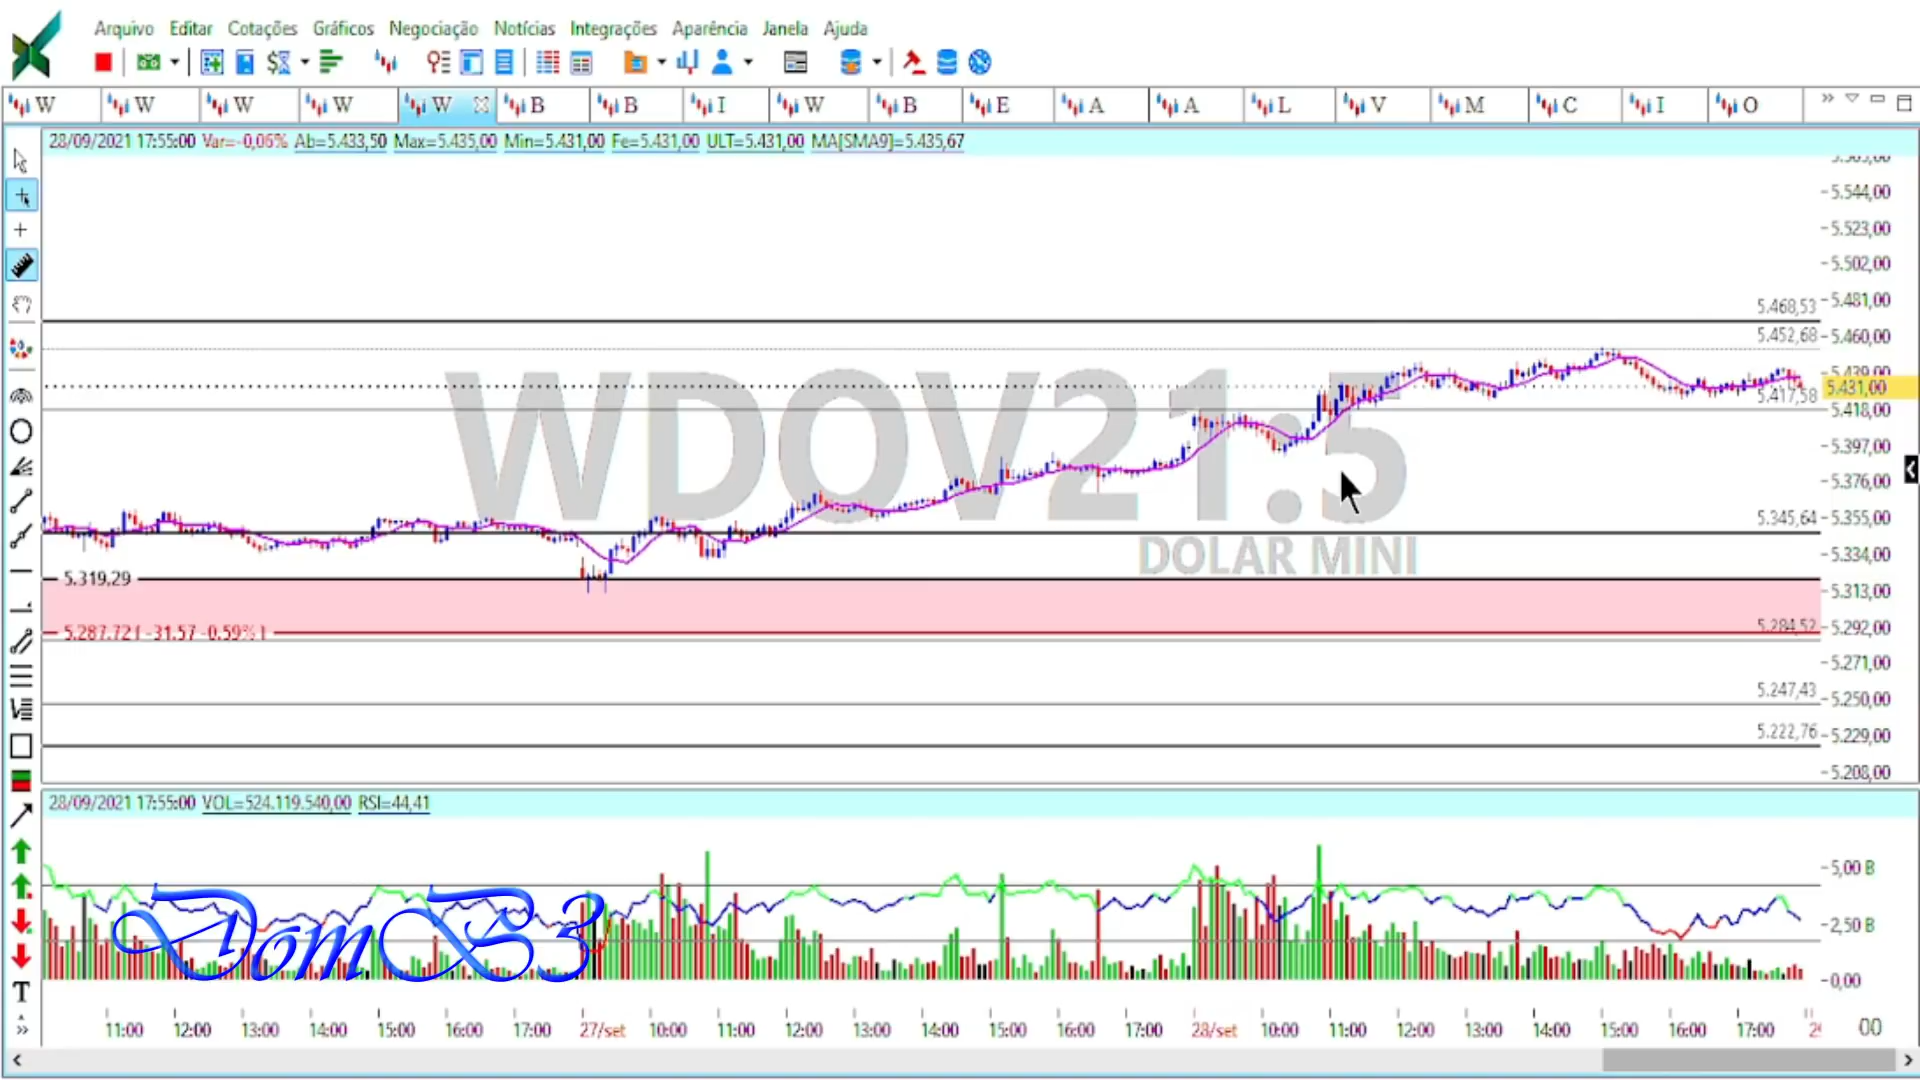 Arquivo Editar Cotações Gráficos Negociação Notícias Integrações Aparência Janela Ajuda
W W W W W B B I W B E A A L V M C I O
28/09/2021 17:55:00 Var=-0,06% Ab=5.433,50 Max=5.435,00 Min=5.431,00 Fe=5.431,00 ULT=5.431,00 MA[SMA9]=5.435,67
5.544,00
5.523,00
5.502,00
5.481,00
5.468,53
5.460,00
5.452,68
5.431,00
5.417,58
5.418,00
5.397,00
5.376,00
5.355,00
5.345,64
5.334,00
5.313,00
5.292,00
5.284,52
5.271,00
5.250,00
5.247,43
5.229,00
5.222,76
5.208,00
WDOV21:5
DOLAR MINI
5.319,29
5.287,72 [ -31,57 -0,59% ]
28/09/2021 17:55:00 VOL=524.119.540,00 RSI=44,41
5,00 B
2,50 B
0,00
DomB3
11:00 12:00 13:00 14:00 15:00 16:00 17:00 27/set 10:00 11:00 12:00 13:00 14:00 15:00 16:00 17:00 28/set 10:00 11:00 12:00 13:00 14:00 15:00 16:00 17:00 00
T